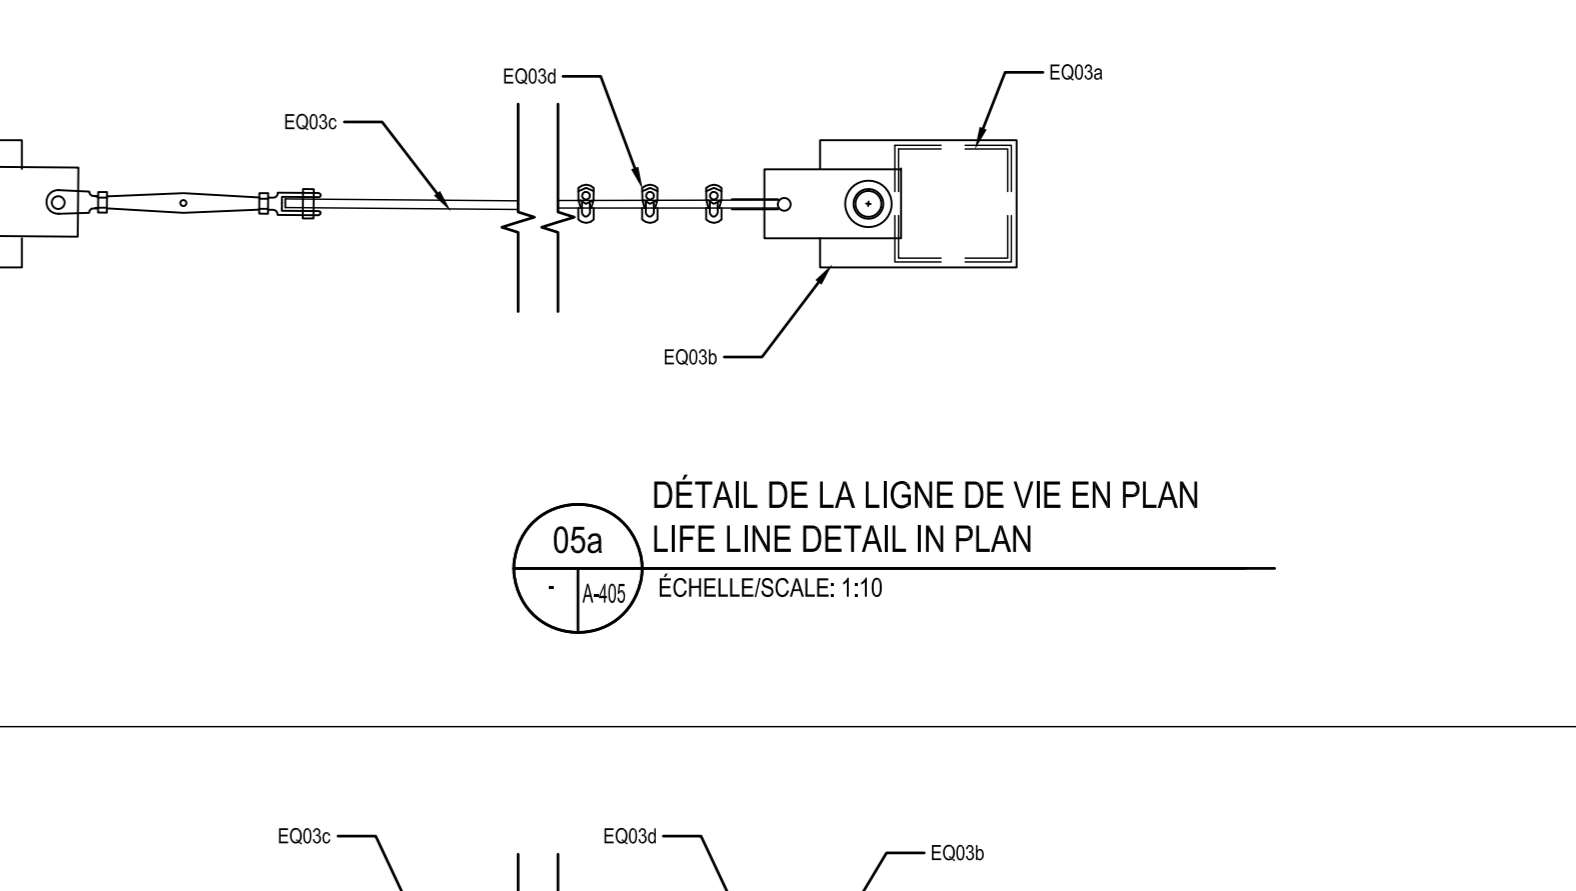 EQ03d
EQ03a
EQ03c
EQ03b
DÉTAIL DE LA LIGNE DE VIE EN PLAN
05a
LIFE LINE DETAIL IN PLAN
- A-405
ÉCHELLE/SCALE: 1:10
EQ03c
EQ03d
EQ03b